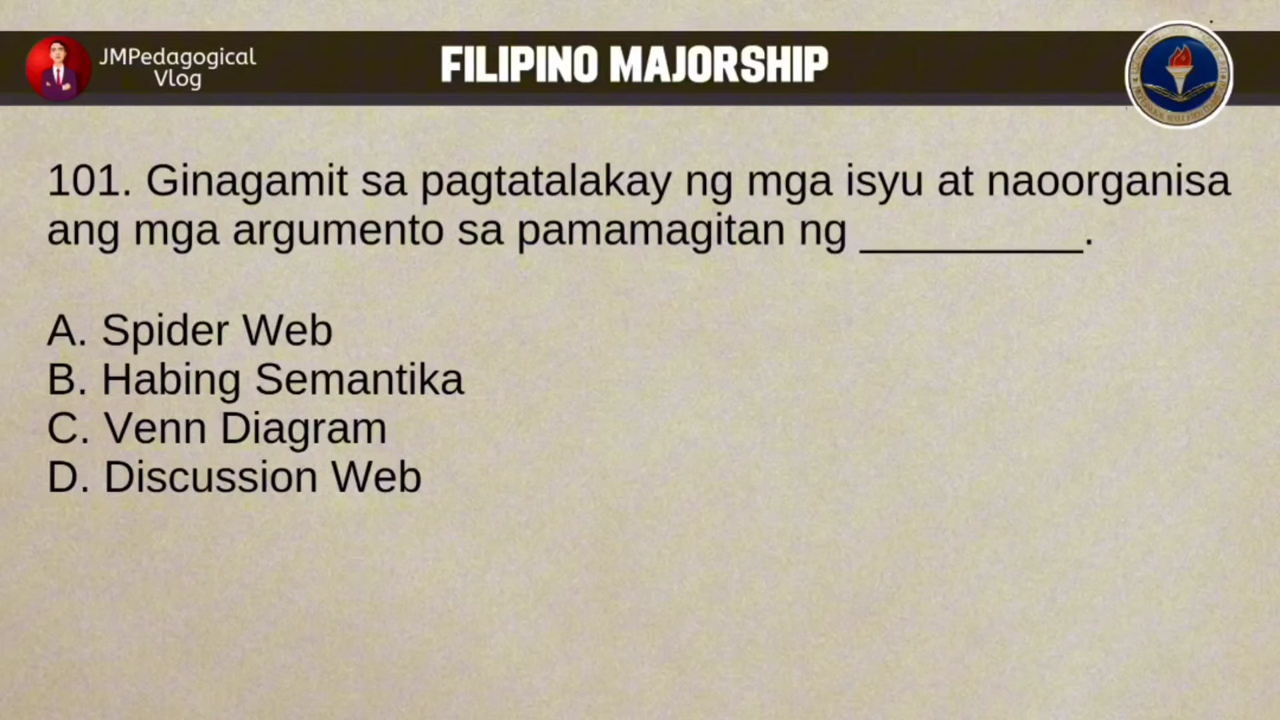 JMPedagogical
Vlog
FILIPINO MAJORSHIP
101. Ginagamit sa pagtatalakay ng mga isyu at naoorganisa
ang mga argumento sa pamamagitan ng __________.
A. Spider Web
B. Habing Semantika
C. Venn Diagram
D. Discussion Web